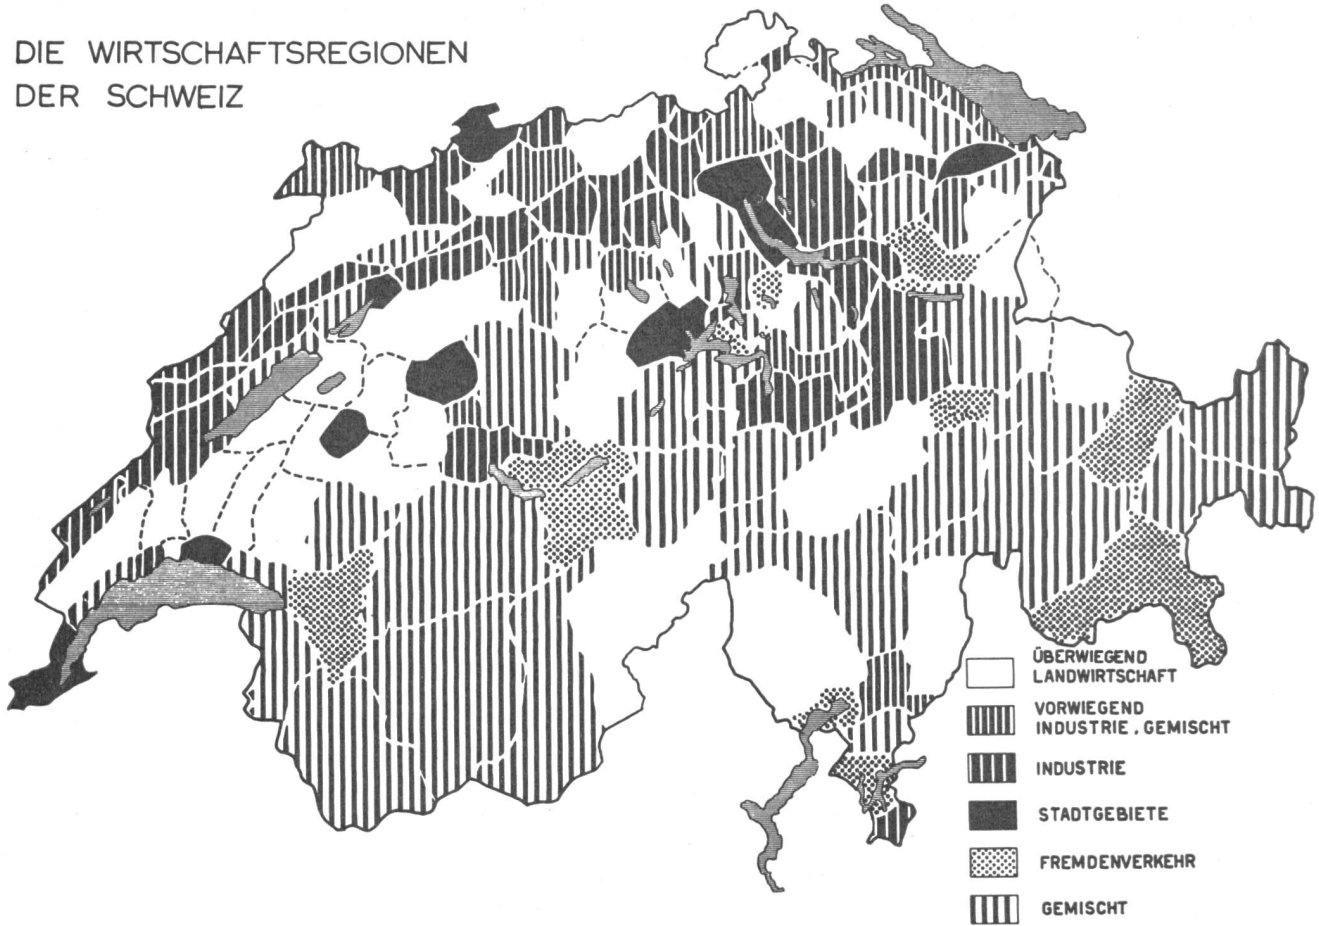 DIE WIRTSCHAFTSREGIONEN
DER SCHWEIZ
ÜBERWIEGEND
LANDWIRTSCHAFT
VORWIEGEND
INDUSTRIE, GEMISCHT
INDUSTRIE
STADTGEBIETE
FREMDENVERKEHR
GEMISCHT